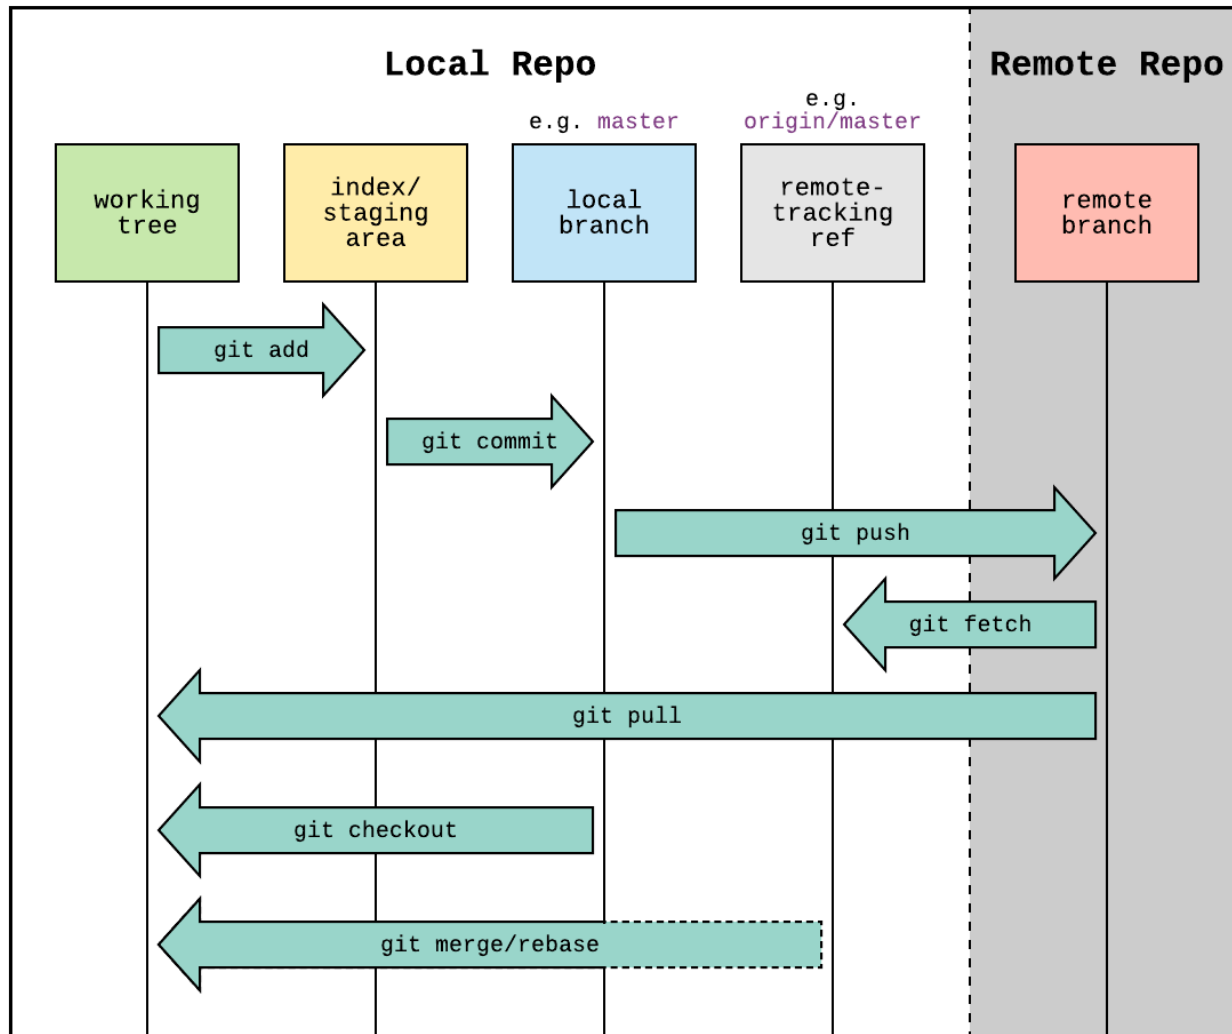 Local Repo
Remote Repo
e.g. master
e.g.
origin/master
working
tree
index/
staging
area
local
branch
remote-
tracking
ref
remote
branch
git add
git commit
git push
git fetch
git pull
git checkout
git merge/rebase